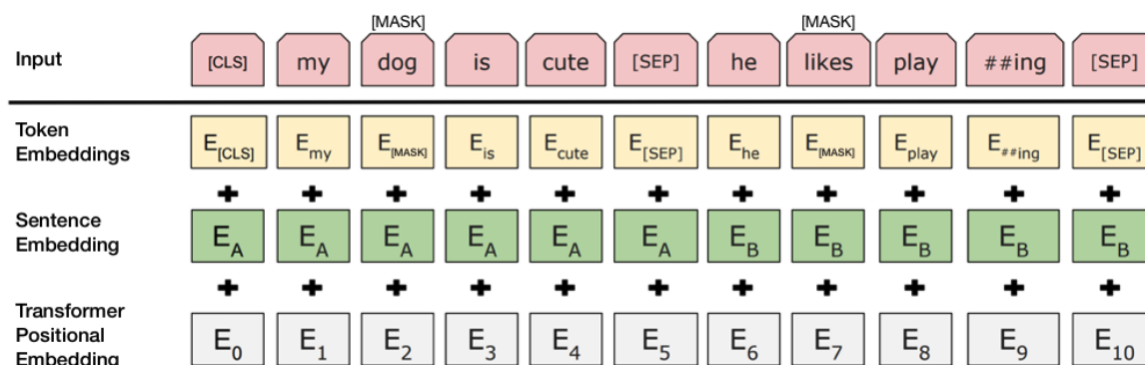 [MASK] [MASK]
Input [CLS] my dog is cute [SEP] he likes play ##ing [SEP]
Token
Embeddings
E[CLS] Emy E[MASK] Eis Ecute E[SEP] Ehe E[MASK] Eplay E##ing E[SEP]
+ + + + + + + + + + +
Sentence
Embedding
EA EA EA EA EA EA EB EB EB EB EB
+ + + + + + + + + + +
Transformer
Positional
Embedding
E0 E1 E2 E3 E4 E5 E6 E7 E8 E9 E10